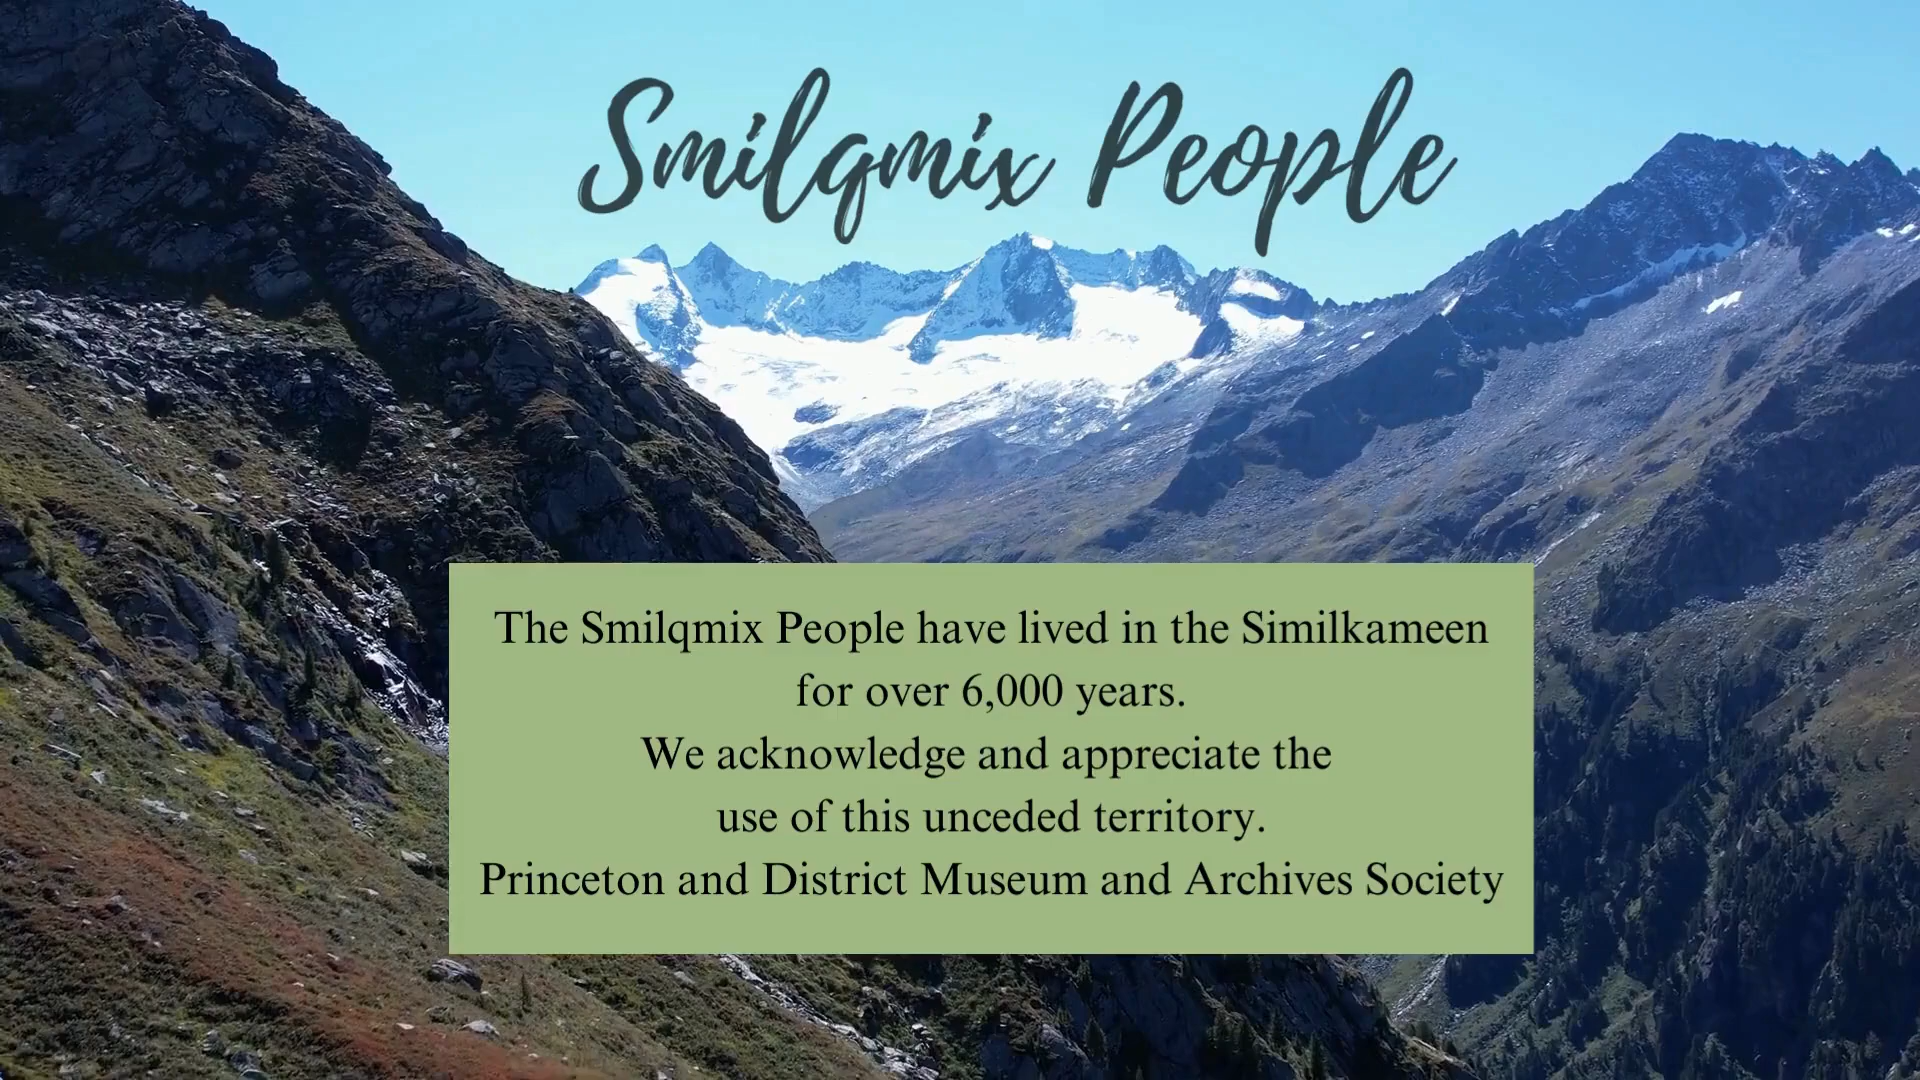 Smilqmix People
The Smilqmix People have lived in the Similkameen
for over 6,000 years.
We acknowledge and appreciate the
use of this unceded territory.
Princeton and District Museum and Archives Society